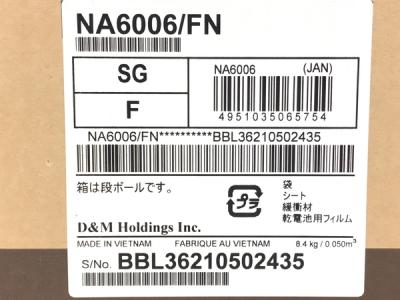 NA6006/FN
SG
F
NA6006 (JAN)
4951035065754
NA6006/FN**********BBL36210502435
箱は段ボールです。
プラ
袋
シート
緩衝材
乾電池用フィルム
D&M Holdings Inc.
MADE IN VIETNAM FABRIQUE AU VIETNAM 8.4 kg / 0.050m³
S/No. BBL36210502435